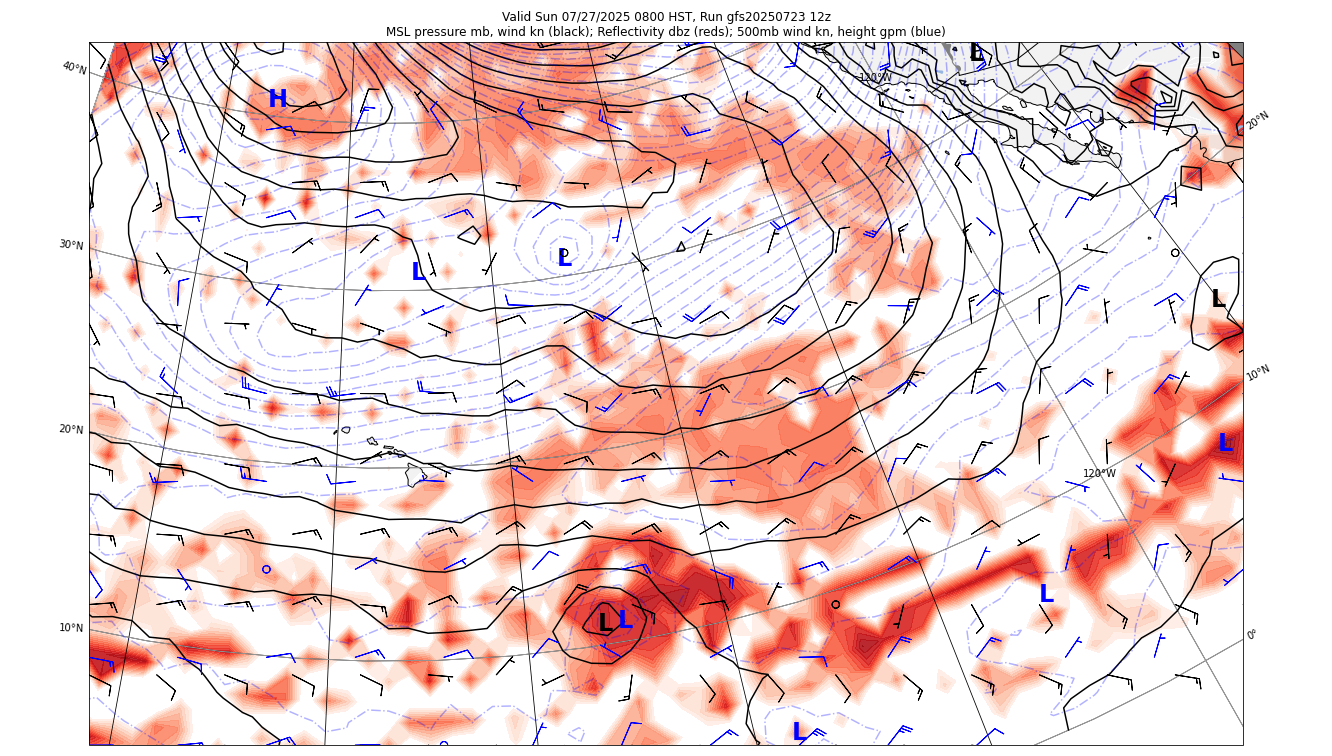 Valid Sun 07/27/2025 0800 HST, Run gfs20250723 12z
MSL pressure mb, wind kn (black); Reflectivity dbz (reds); 500mb wind kn, height gpm (blue)
L
40°N
120°W
H
20°N
30°N
L
L
L
10°N
20°N
L
120°W
L
10°N
L
L
0°
L